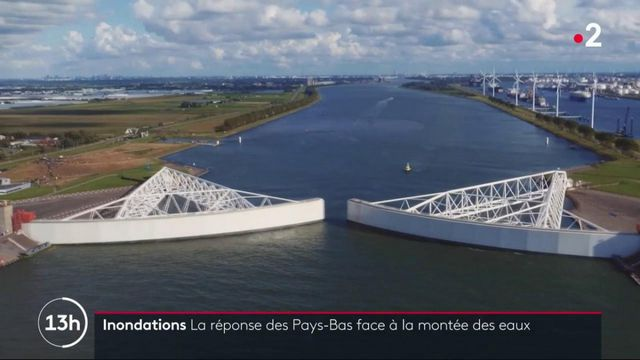 2
13h
Inondations La réponse des Pays-Bas face à la montée des eaux